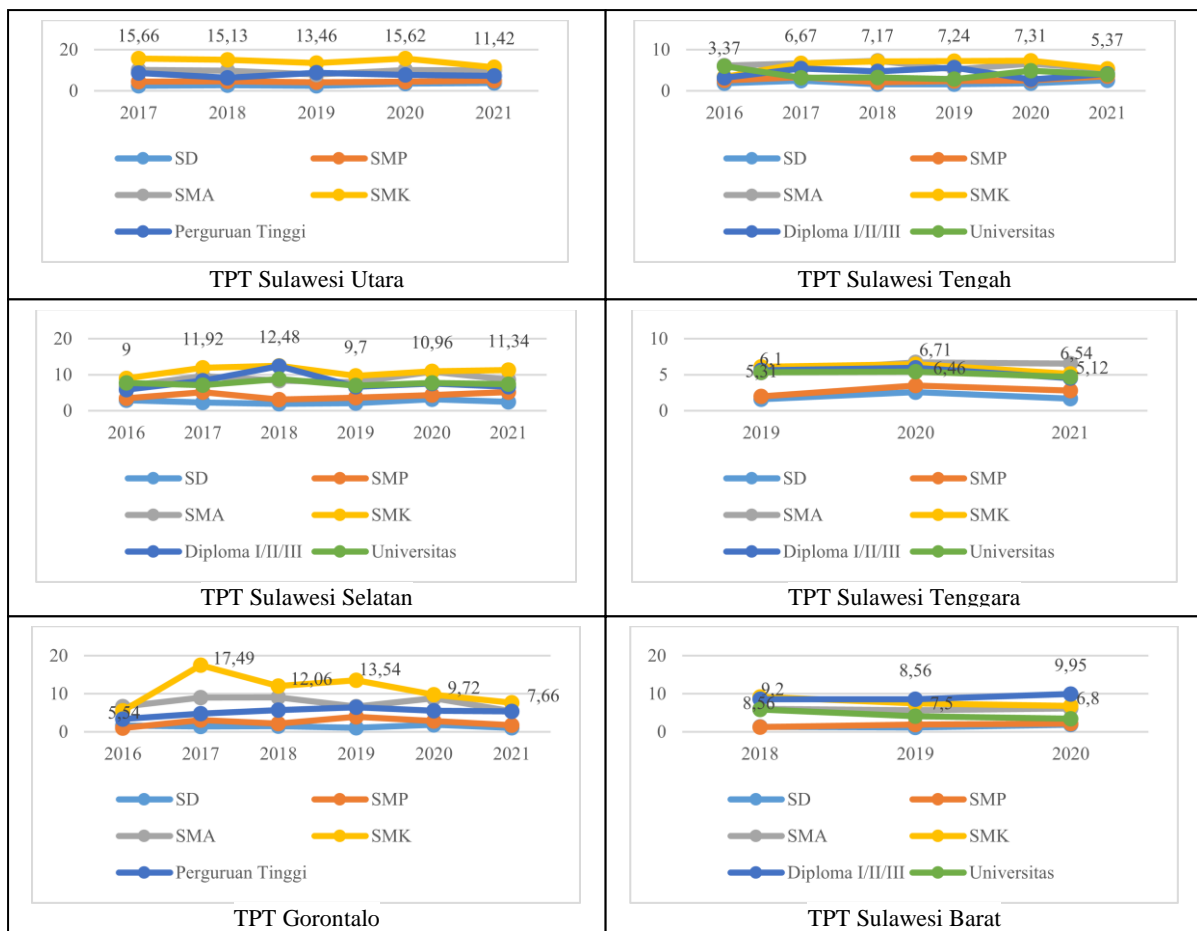 15,66 15,13 13,46 15,62 11,42
20
10
0
2017 2018 2019 2020 2021
SD SMP
SMA SMK
Perguruan Tinggi
TPT Sulawesi Utara
3,37 6,67 7,17 7,24 7,31 5,37
10
5
0
2016 2017 2018 2019 2020 2021
SD SMP
SMA SMK
Diploma I/II/III Universitas
TPT Sulawesi Tengah
9 11,92 12,48 9,7 10,96 11,34
20
10
0
2016 2017 2018 2019 2020 2021
SD SMP
SMA SMK
Diploma I/II/III Universitas
TPT Sulawesi Selatan
10
6,1 6,71 6,54
5,31 6,46 5,12
5
0
2019 2020 2021
SD SMP
SMA SMK
Diploma I/II/III Universitas
TPT Sulawesi Tenggara
20
17,49
12,06 13,54
10
9,72 7,66
5,54
0
2016 2017 2018 2019 2020 2021
SD SMP
SMA SMK
Perguruan Tinggi
TPT Gorontalo
20
8,56 9,95
10
9,2 7,5 6,8
8,56
0
2018 2019 2020
SD SMP
SMA SMK
Diploma I/II/III Universitas
TPT Sulawesi Barat